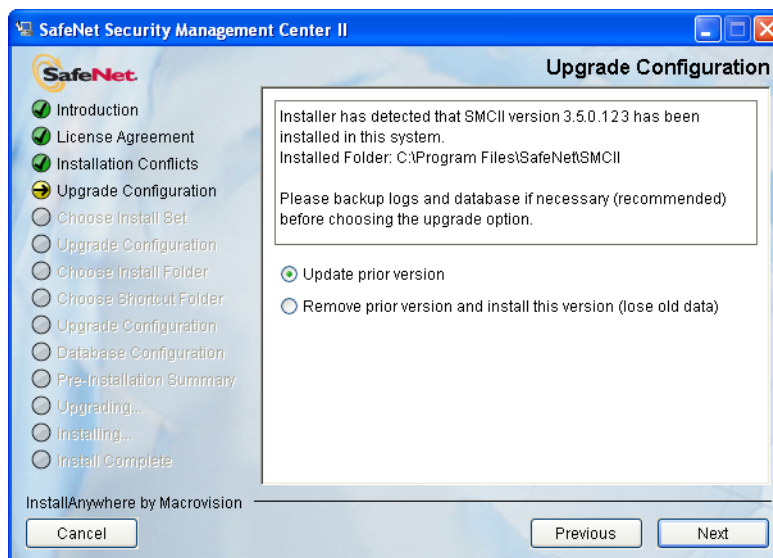 SafeNet Security Management Center II
SafeNet.
Upgrade Configuration
Introduction
License Agreement
Installation Conflicts
Upgrade Configuration
Choose Install Set
Upgrade Configuration
Choose Install Folder
Choose Shortcut Folder
Upgrade Configuration
Database Configuration
Pre-Installation Summary
Upgrading...
Installing...
Install Complete
Installer has detected that SMCII version 3.5.0.123 has been
installed in this system.
Installed Folder: C:\Program Files\SafeNet\SMCII
Please backup logs and database if necessary (recommended)
before choosing the upgrade option.
Update prior version
Remove prior version and install this version (lose old data)
InstallAnywhere by Macrovision
Cancel
Previous
Next